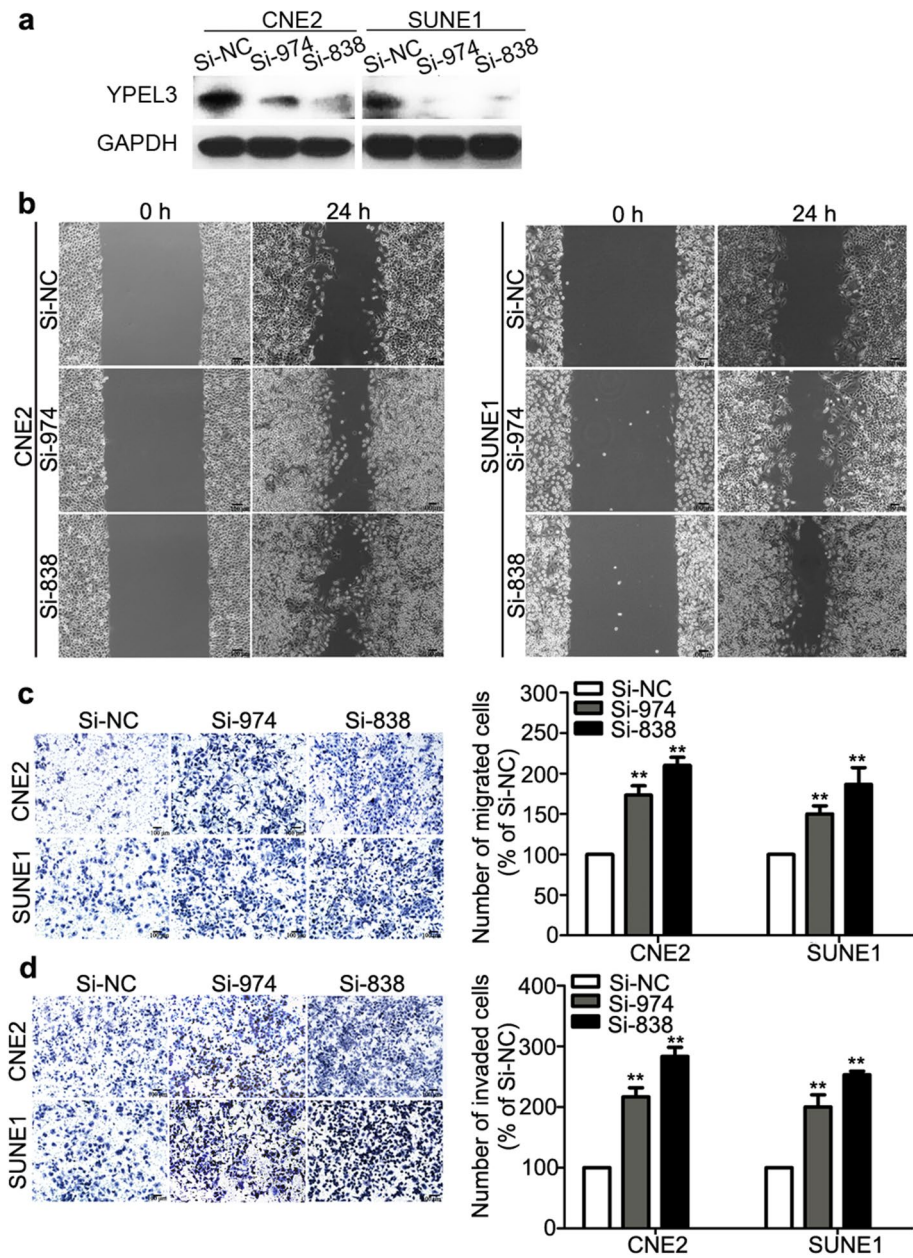 a
CNE2 SUNE1
Si-NC Si-974 Si-838 Si-NC Si-974 Si-838
YPEL3
GAPDH
b
0 h 24 h 0 h 24 h
CNE2
Si-NC
Si-974
Si-838
SUNE1
Si-NC
Si-974
Si-838
c
Si-NC Si-974 Si-838
CNE2
SUNE1
100 µm
Number of migrated cells
(% of Si-NC)
300
250
200
150
100
50
0
Si-NC
Si-974
Si-838
** ** ** **
CNE2 SUNE1
d
Si-NC Si-974 Si-838
CNE2
SUNE1
Number of invaded cells
(% of Si-NC)
400
300
200
100
0
Si-NC
Si-974
Si-838
** ** ** **
CNE2 SUNE1